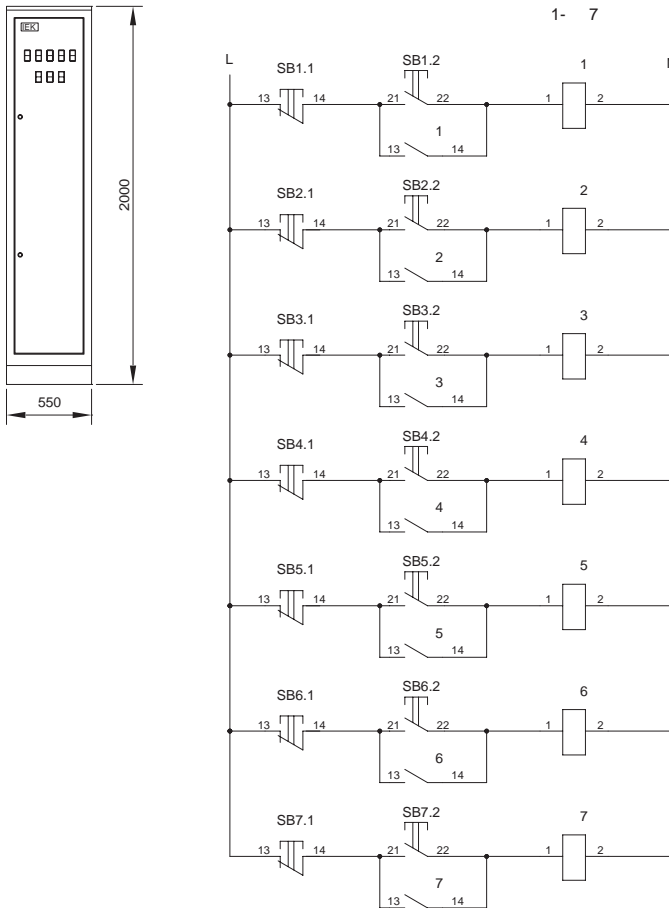 1- 7
IEK
L
SB1.1 SB1.2 1
13 14 21 22 1 2
1
13 14
SB2.1 SB2.2 2
13 14 21 22 1 2
2
13 14
SB3.1 SB3.2 3
13 14 21 22 1 2
3
13 14
SB4.1 SB4.2 4
13 14 21 22 1 2
4
13 14
SB5.1 SB5.2 5
13 14 21 22 1 2
5
13 14
SB6.1 SB6.2 6
13 14 21 22 1 2
6
13 14
SB7.1 SB7.2 7
13 14 21 22 1 2
7
13 14
2000
550